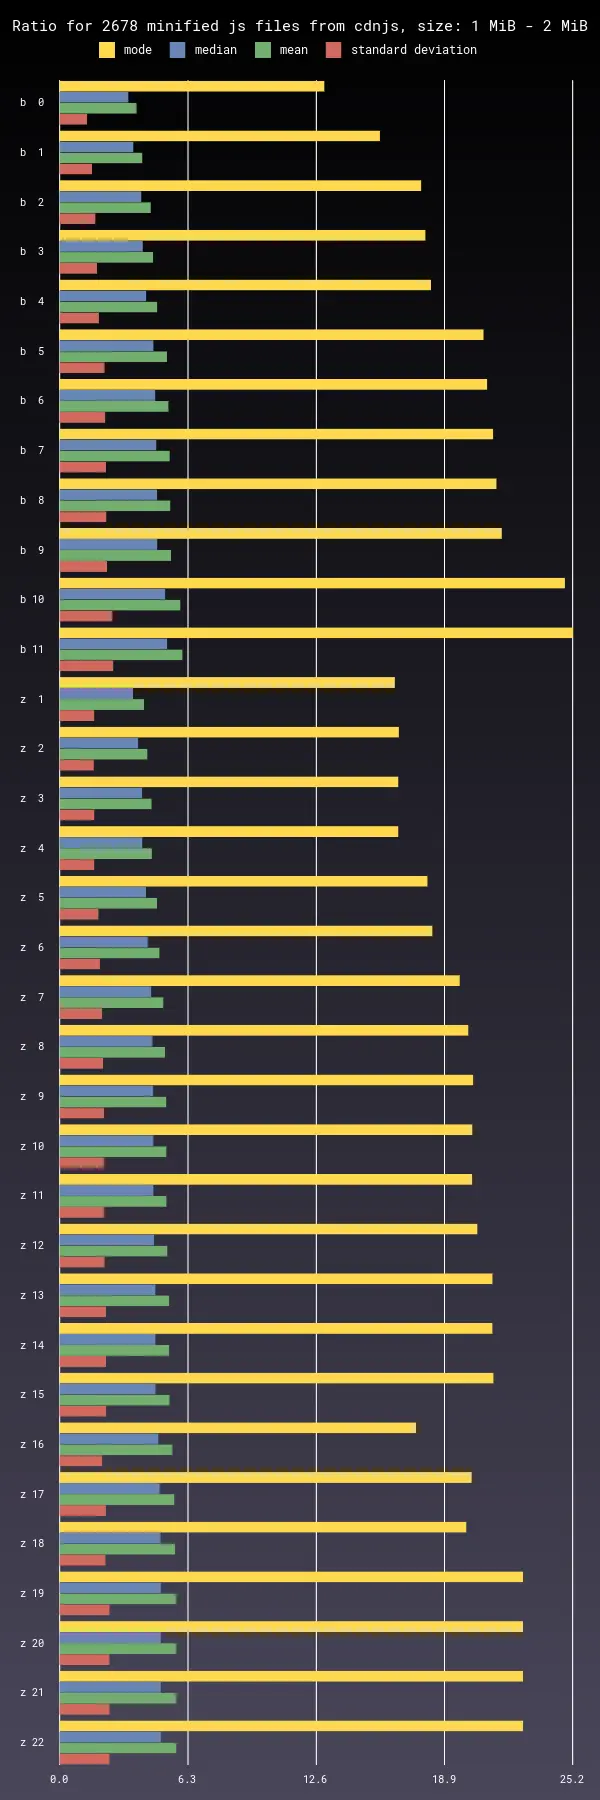 Ratio for 2678 minified js files from cdnjs, size: 1 MiB - 2 MiB
mode median mean standard deviation
b 0
b 1
b 2
b 3
b 4
b 5
b 6
b 7
b 8
b 9
b 10
b 11
z 1
z 2
z 3
z 4
z 5
z 6
z 7
z 8
z 9
z 10
z 11
z 12
z 13
z 14
z 15
z 16
z 17
z 18
z 19
z 20
z 21
z 22
0.0 6.3 12.6 18.9 25.2